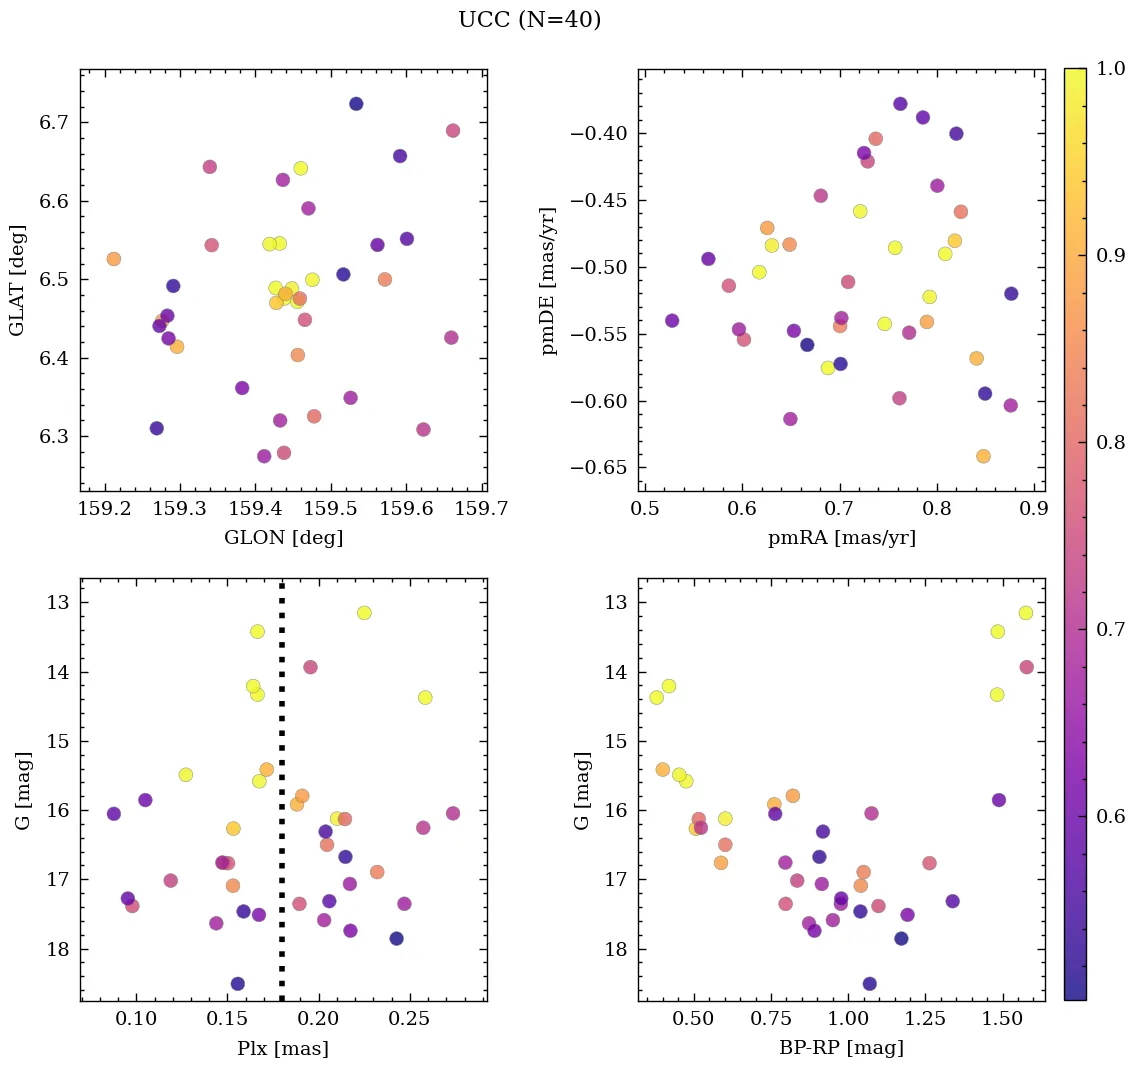 UCC (N=40)
6.7
6.6
6.5
6.4
6.3
GLAT [deg]
159.2 159.3 159.4 159.5 159.6 159.7
GLON [deg]
−0.40
−0.45
−0.50
−0.55
−0.60
−0.65
pmDE [mas/yr]
0.5 0.6 0.7 0.8 0.9
pmRA [mas/yr]
1.0
0.9
0.8
0.7
0.6
13
14
15
16
17
18
G [mag]
0.10 0.15 0.20 0.25
Plx [mas]
13
14
15
16
17
18
G [mag]
0.50 0.75 1.00 1.25 1.50
BP-RP [mag]